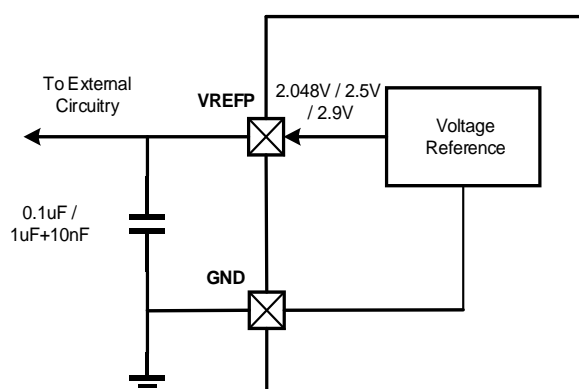 To External
Circuitry
VREFP
2.048V / 2.5V
/ 2.9V
Voltage
Reference
0.1uF /
1uF+10nF
GND